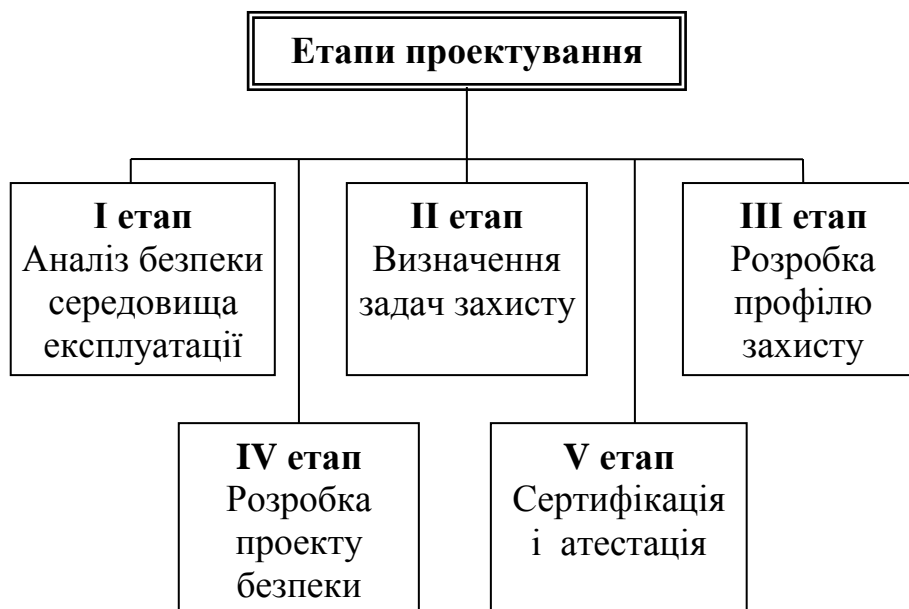 Етапи проектування
I етап
Аналіз безпеки
середовища
експлуатації
II етап
Визначення
задач захисту
III етап
Розробка
профілю
захисту
IV етап
Розробка
проекту
безпеки
V етап
Сертифікація
і атестація